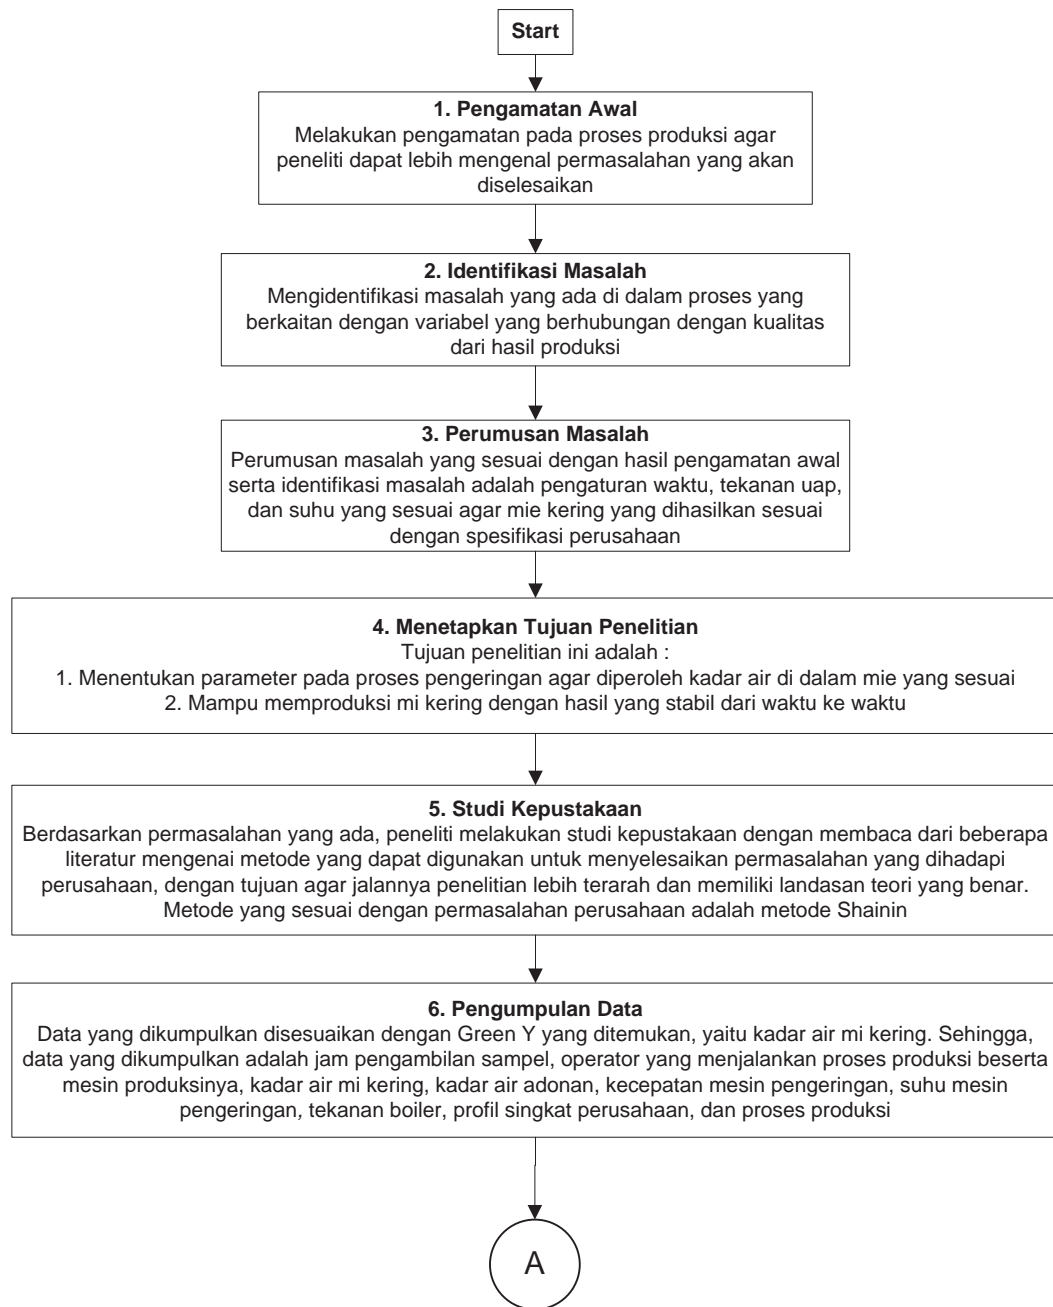 Start
1. Pengamatan Awal
Melakukan pengamatan pada proses produksi agar
peneliti dapat lebih mengenal permasalahan yang akan
diselesaikan
2. Identifikasi Masalah
Mengidentifikasi masalah yang ada di dalam proses yang
berkaitan dengan variabel yang berhubungan dengan kualitas
dari hasil produksi
3. Perumusan Masalah
Perumusan masalah yang sesuai dengan hasil pengamatan awal
serta identifikasi masalah adalah pengaturan waktu, tekanan uap,
dan suhu yang sesuai agar mie kering yang dihasilkan sesuai
dengan spesifikasi perusahaan
4. Menetapkan Tujuan Penelitian
Tujuan penelitian ini adalah :
1. Menentukan parameter pada proses pengeringan agar diperoleh kadar air di dalam mie yang sesuai
2. Mampu memproduksi mi kering dengan hasil yang stabil dari waktu ke waktu
5. Studi Kepustakaan
Berdasarkan permasalahan yang ada, peneliti melakukan studi kepustakaan dengan membaca dari beberapa
literatur mengenai metode yang dapat digunakan untuk menyelesaikan permasalahan yang dihadapi
perusahaan, dengan tujuan agar jalannya penelitian lebih terarah dan memiliki landasan teori yang benar.
Metode yang sesuai dengan permasalahan perusahaan adalah metode Shainin
6. Pengumpulan Data
Data yang dikumpulkan disesuaikan dengan Green Y yang ditemukan, yaitu kadar air mi kering. Sehingga,
data yang dikumpulkan adalah jam pengambilan sampel, operator yang menjalankan proses produksi beserta
mesin produksinya, kadar air mi kering, kadar air adonan, kecepatan mesin pengeringan, suhu mesin
pengeringan, tekanan boiler, profil singkat perusahaan, dan proses produksi
A